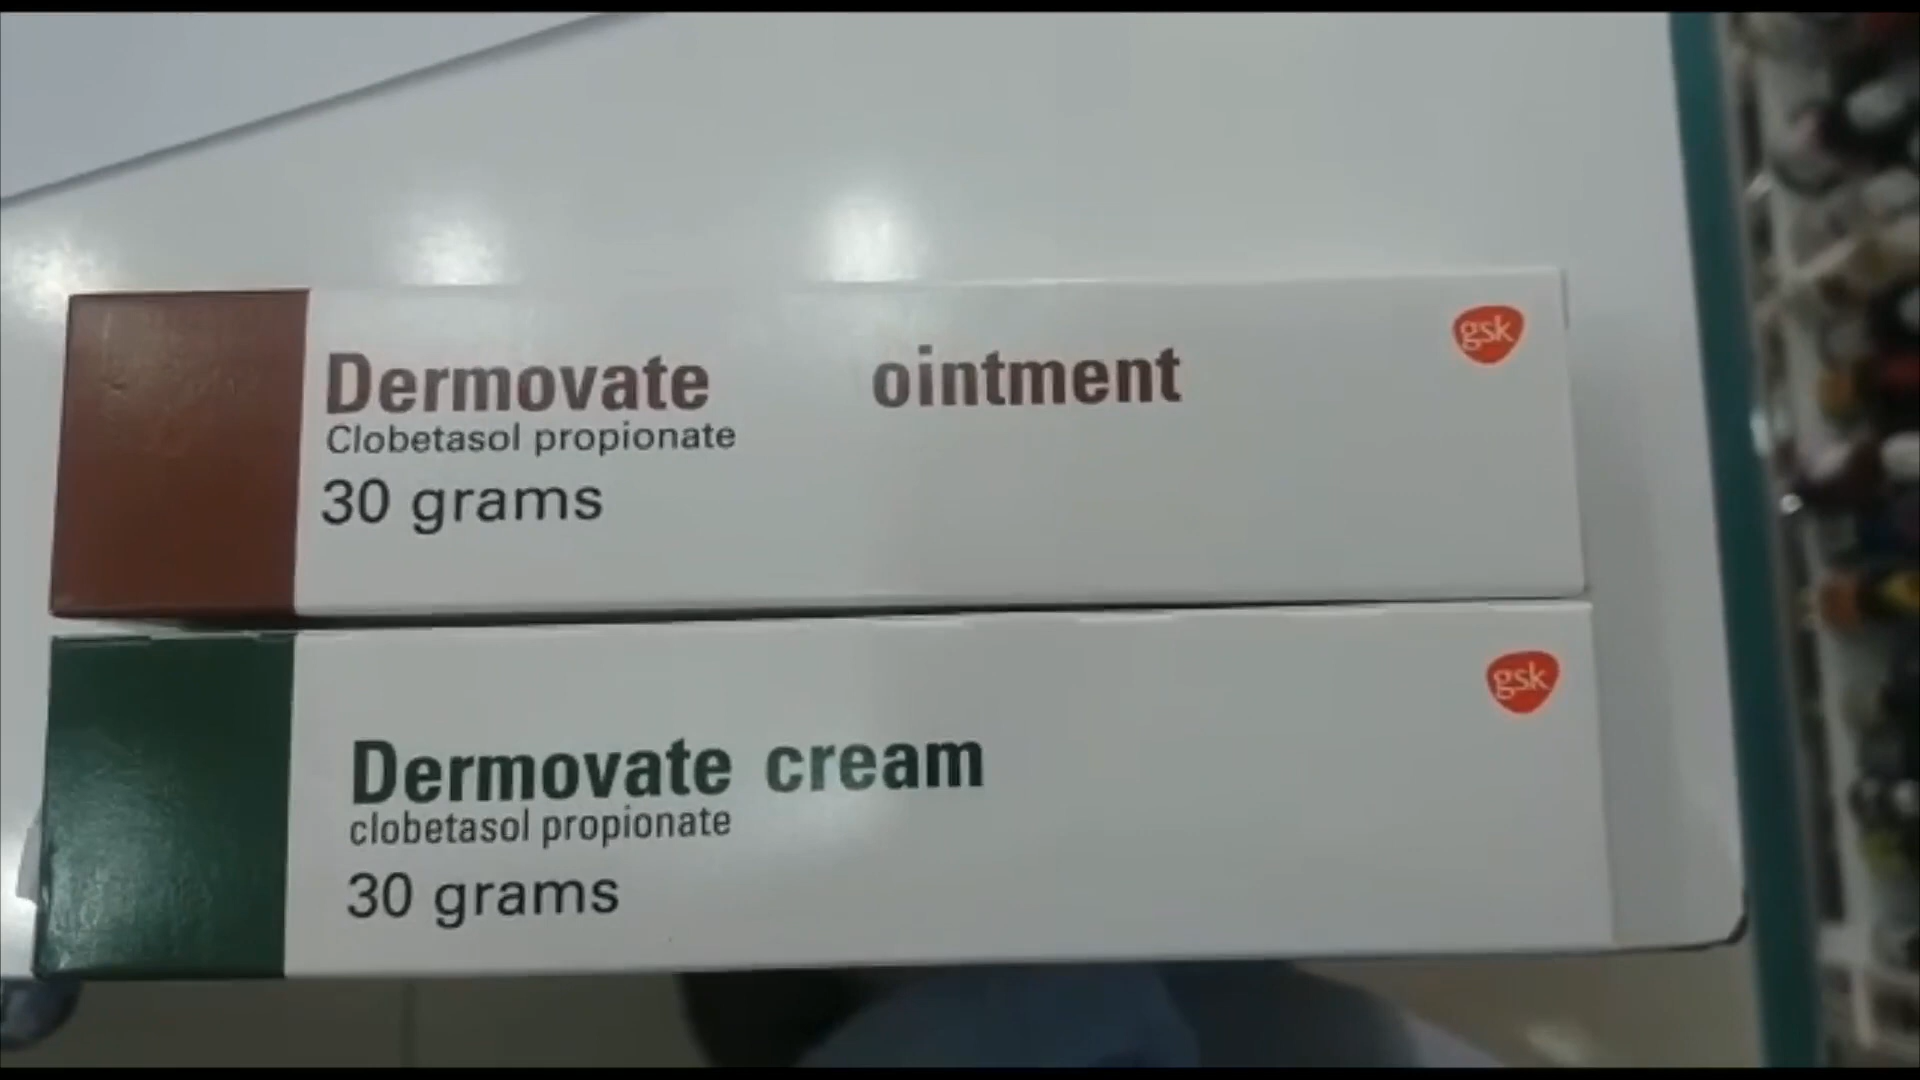 Dermovate ointment
gsk
Clobetasol propionate
30 grams
gsk
Dermovate cream
clobetasol propionate
30 grams